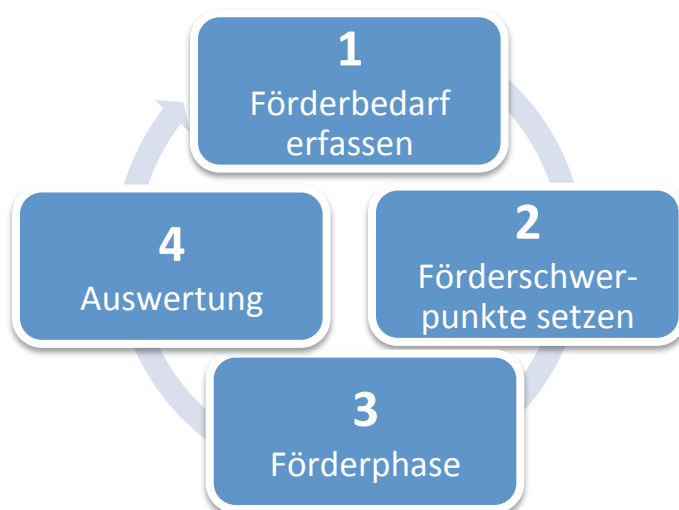 1
Förderbedarf
erfassen
2
Förderschwer-
punkte setzen
3
Förderphase
4
Auswertung